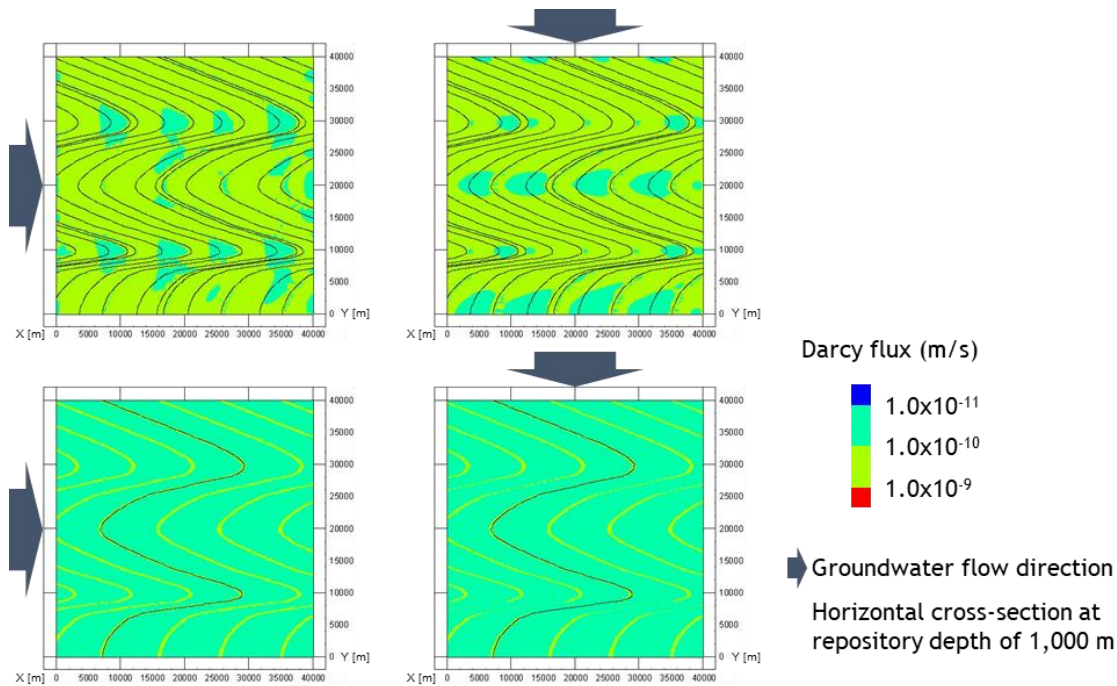 40000
35000
30000
25000
20000
15000
10000
5000
0 Y [m]
X [m] 0 5000 10000 15000 20000 25000 30000 35000 40000
40000
35000
30000
25000
20000
15000
10000
5000
0 Y [m]
X [m] 0 5000 10000 15000 20000 25000 30000 35000 40000
40000
35000
30000
25000
20000
15000
10000
5000
0 Y [m]
X [m] 0 5000 10000 15000 20000 25000 30000 35000 40000
40000
35000
30000
25000
20000
15000
10000
5000
0 Y [m]
X [m] 0 5000 10000 15000 20000 25000 30000 35000 40000
Darcy flux (m/s)
1.0x10⁻¹¹
1.0x10⁻¹⁰
1.0x10⁻⁹
Groundwater flow direction
Horizontal cross-section at
repository depth of 1,000 m